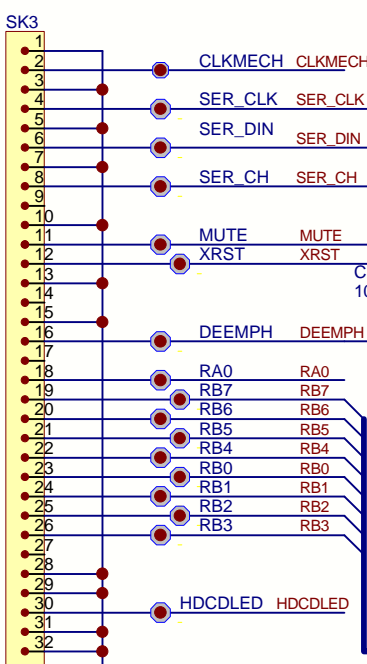 SK3
1
2 CLKMECH CLKMECH
3
4 SER_CLK SER_CLK
5
6 SER_DIN SER_DIN
7
8 SER_CH SER_CH
9
10
11 MUTE MUTE
12 XRST XRST
13 C
14 10
15
16 DEEMPH DEEMPH
17
18 RA0 RA0
19 RB7 RB7
20 RB6 RB6
21 RB5 RB5
22 RB4 RB4
23 RB0 RB0
24 RB1 RB1
25 RB2 RB2
26 RB3 RB3
27
28
29
30 HDCDLED HDCDLED
31
32